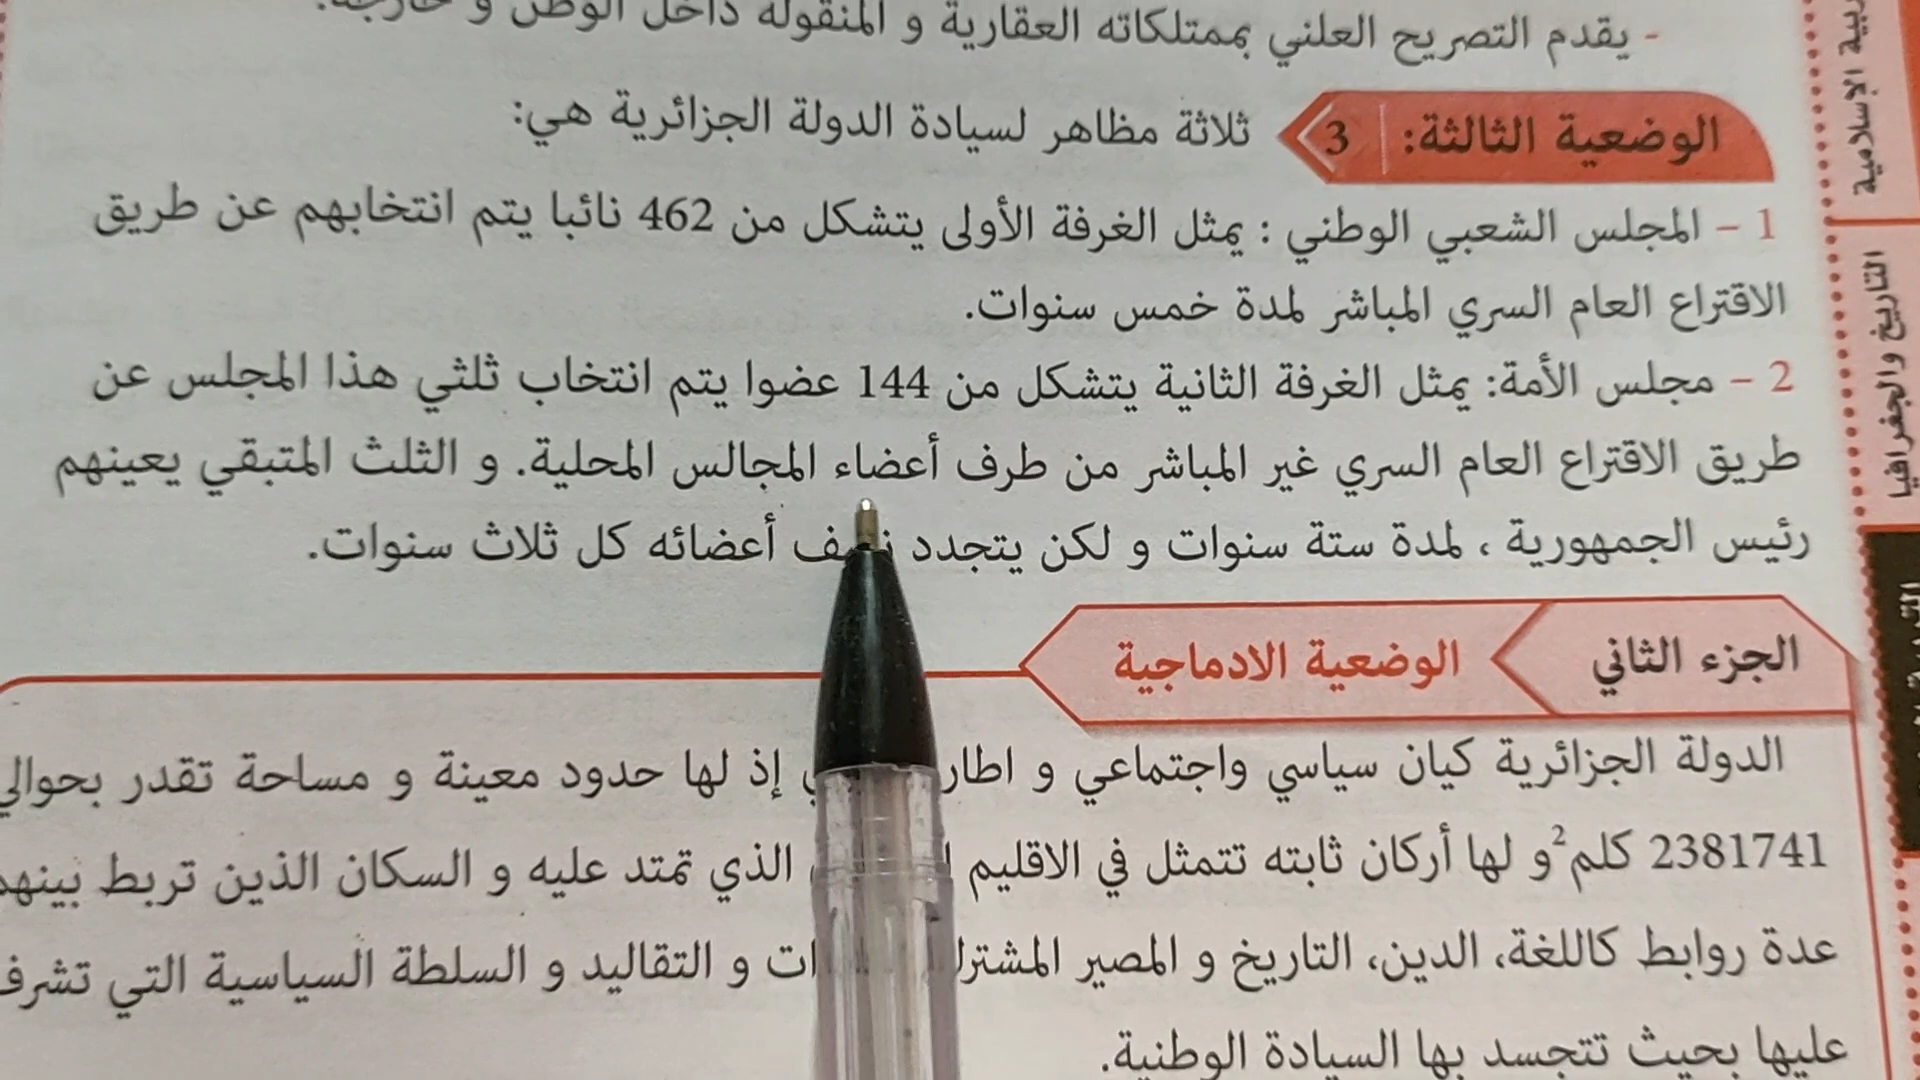 - يقدم التصريح العلني بممتلكاته العقارية و المنقولة داخل الوطن و خارجه.
الوضعية الثالثة: 3 ثلاثة مظاهر لسيادة الدولة الجزائرية هي:
1 - المجلس الشعبي الوطني : يمثل الغرفة الأولى يتشكل من 462 نائبا يتم انتخابهم عن طريق
الاقتراع العام السري المباشر لمدة خمس سنوات.
2 - مجلس الأمة: يمثل الغرفة الثانية يتشكل من 144 عضوا يتم انتخاب ثلثي هذا المجلس عن
طريق الاقتراع العام السري غير المباشر من طرف أعضاء المجالس المحلية. و الثلث المتبقي يعينهم
رئيس الجمهورية ، لمدة ستة سنوات و لكن يتجدد أعضائه كل ثلاث سنوات.
الجزء الثاني الوضعية الادماجية
الدولة الجزائرية كيان سياسي واجتماعي و اطار إذ لها حدود معينة و مساحة تقدر بحوالي
2381741 كلم² و لها أركان ثابته تتمثل في الاقليم الذي تمتد عليه و السكان الذين تربط بينهم
عدة روابط كاللغة، الدين، التاريخ و المصير و التقاليد و السلطة السياسية التي تشرف
عليها بحيث تتجسد بها السيادة الوطنية.
التاريخ والجغرافيا